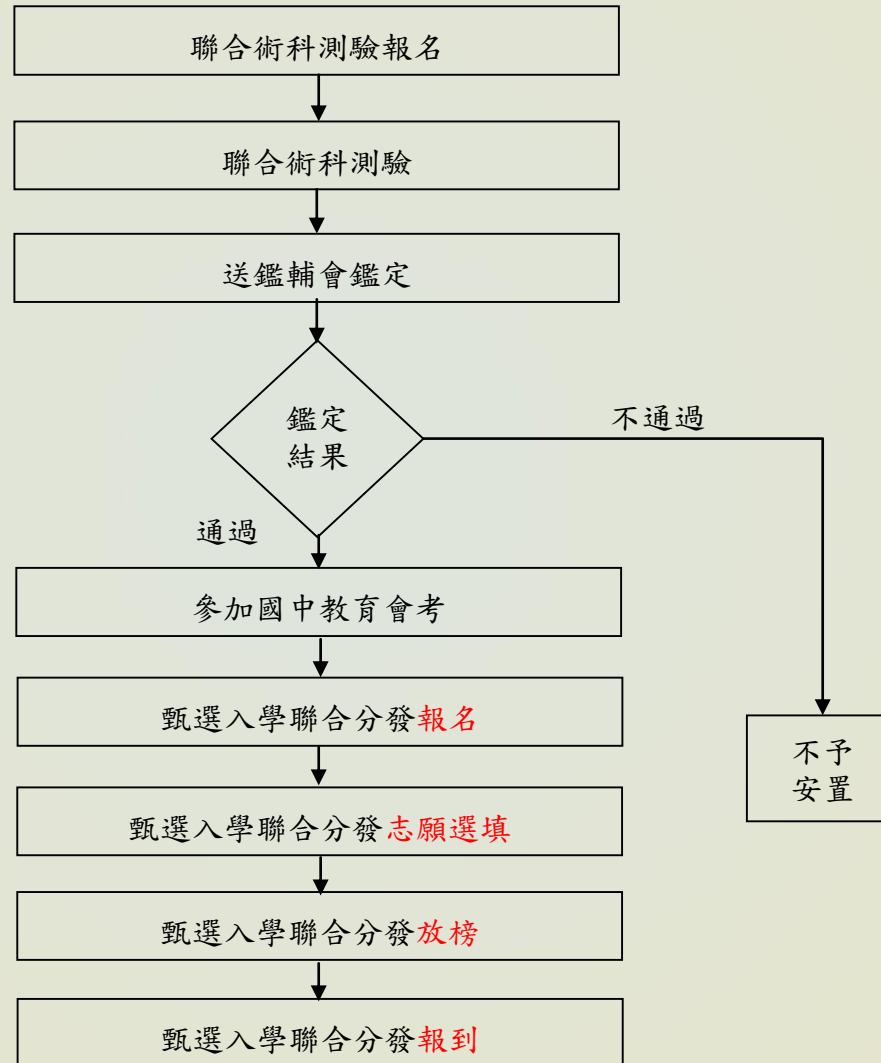 聯合術科測驗報名
聯合術科測驗
送鑑輔會鑑定
鑑定
結果
不通過
通過
參加國中教育會考
甄選入學聯合分發報名
不予
安置
甄選入學聯合分發志願選填
甄選入學聯合分發放榜
甄選入學聯合分發報到